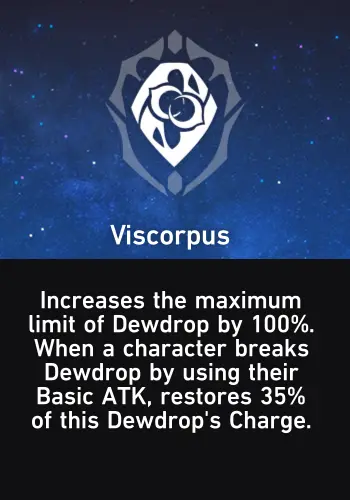 Viscorpus
Increases the maximum
limit of Dewdrop by 100%.
When a character breaks
Dewdrop by using their
Basic ATK, restores 35%
of this Dewdrop's Charge.